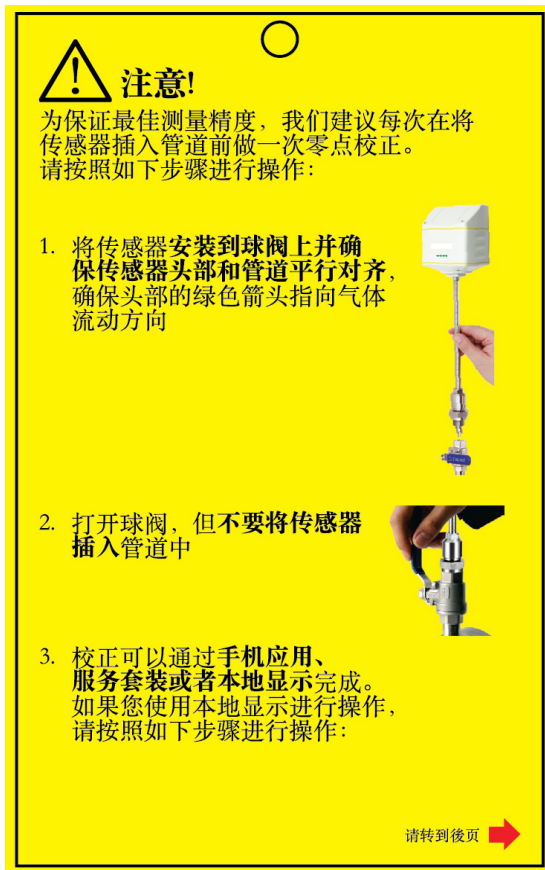 注意!
为保证最佳测量精度，我们建议每次在将
传感器插入管道前做一次零点校正。
请按照如下步骤进行操作：
1. 将传感器安装到球阀上并确
保传感器头部和管道平行对齐，
确保头部的绿色箭头指向气体
流动方向
2. 打开球阀，但不要将传感器
插入管道中
3. 校正可以通过手机应用、
服务套装或者本地显示完成。
如果您使用本地显示进行操作，
请按照如下步骤进行操作：
请转到後页